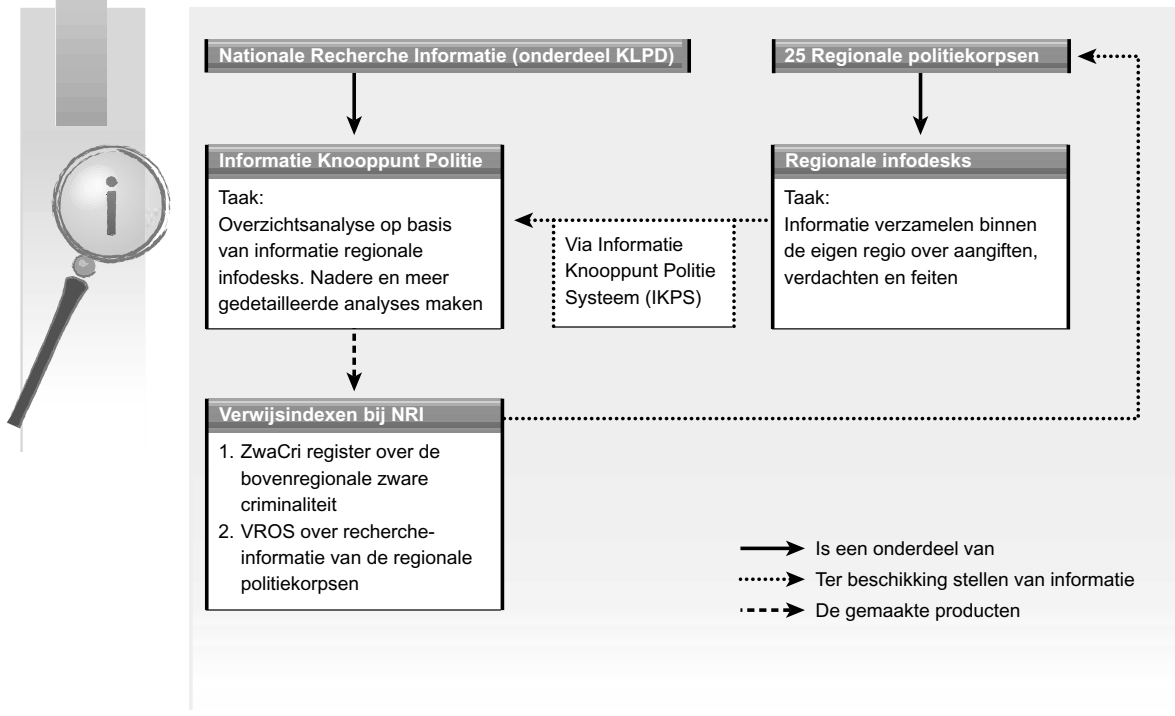 Nationale Recherche Informatie (onderdeel KLPD)
25 Regionale politiekorpsen
Informatie Knooppunt Politie
Taak:
Overzichtsanalyse op basis
van informatie regionale
infodesks. Nadere en meer
gedetailleerde analyses maken
Via Informatie
Knooppunt Politie
Systeem (IKPS)
Regionale infodesks
Taak:
Informatie verzamelen binnen
de eigen regio over aangiften,
verdachten en feiten
Verwijsindexen bij NRI
1. ZwaCri register over de
bovenregionale zware
criminaliteit
2. VROS over recherche-
informatie van de regionale
politiekorpsen
Is een onderdeel van
Ter beschikking stellen van informatie
De gemaakte producten
i